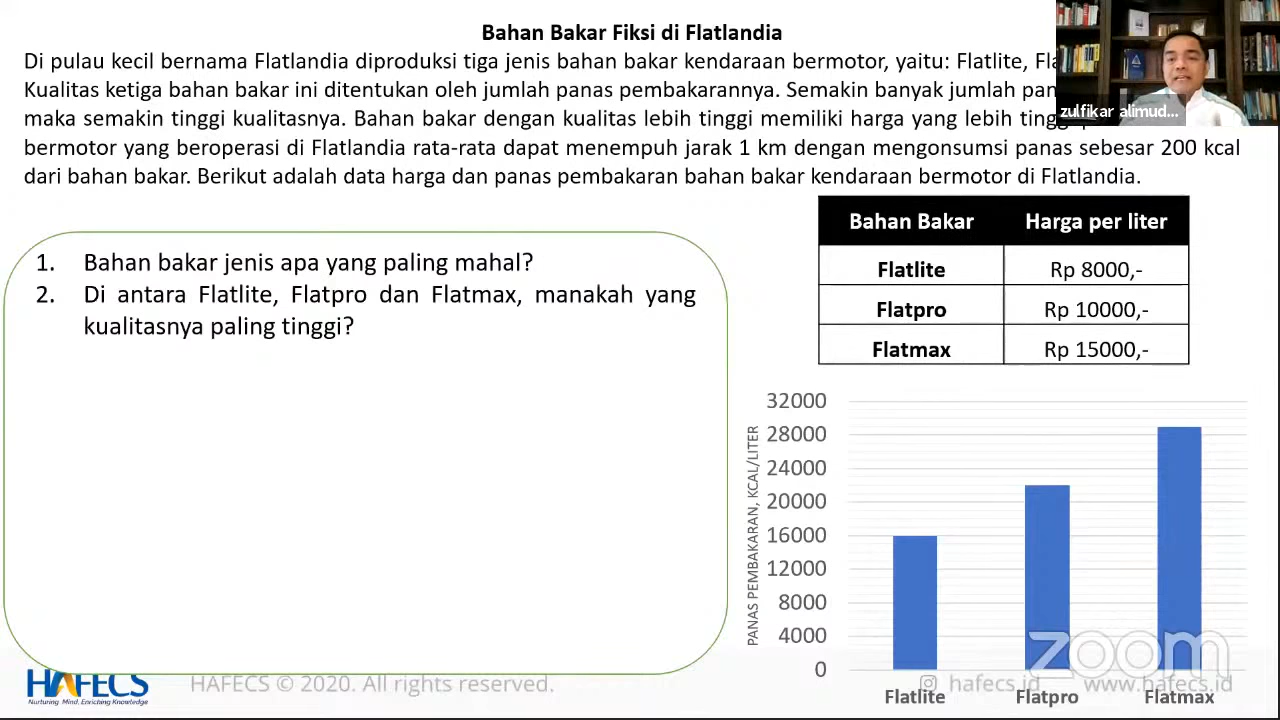 Bahan Bakar Fiksi di Flatlandia
Di pulau kecil bernama Flatlandia diproduksi tiga jenis bahan bakar kendaraan bermotor, yaitu: Flatlite,
Kualitas ketiga bahan bakar ini ditentukan oleh jumlah panas pembakarannya. Semakin banyak jumlah
maka semakin tinggi kualitasnya. Bahan bakar dengan kualitas lebih tinggi memiliki harga yang lebih
bermotor yang beroperasi di Flatlandia rata-rata dapat menempuh jarak 1 km dengan mengonsumsi panas sebesar 200 kcal
dari bahan bakar. Berikut adalah data harga dan panas pembakaran bahan bakar kendaraan bermotor di Flatlandia.
zulfikar alimud...
1. Bahan bakar jenis apa yang paling mahal?
2. Di antara Flatlite, Flatpro dan Flatmax, manakah yang
kualitasnya paling tinggi?
Bahan Bakar Harga per liter
Flatlite Rp 8000,-
Flatpro Rp 10000,-
Flatmax Rp 15000,-
PANAS PEMBAKARAN, KCAL/LITER
32000
28000
24000
20000
16000
12000
8000
4000
0
Flatlite Flatpro Flatmax
zoom
HAFECS
Nurturing Mind, Enriching Knowledge
HAFECS © 2020. All rights reserved.
hafecs.id www.hafecs.id